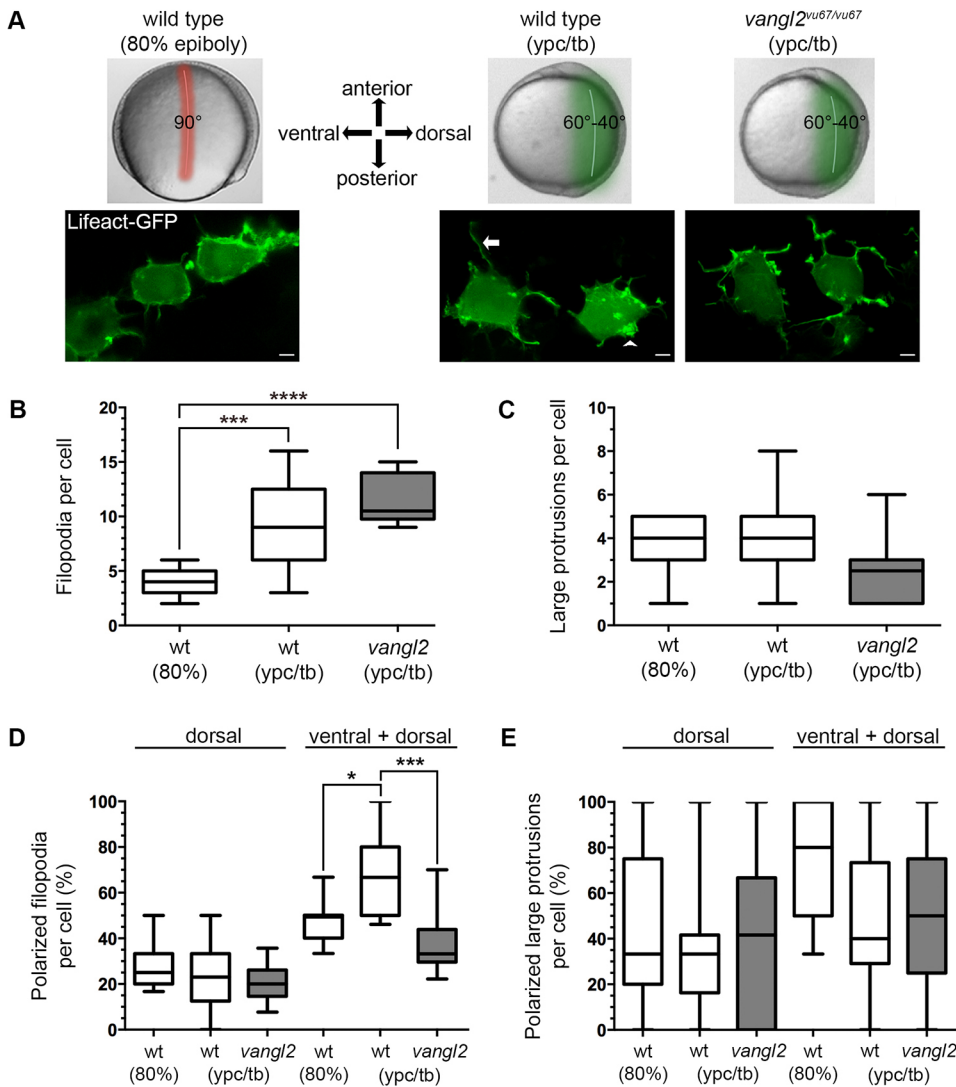 A
wild type
(80% epiboly)
wild type
(ypc/tb)
vangl2vu67/vu67
(ypc/tb)
90°
anterior
ventral
dorsal
posterior
60°-40°
60°-40°
Lifeact-GFP
B
Filopodia per cell
20
15
10
5
0
***
****
wt
(80%)
wt
(ypc/tb)
vangl2
(ypc/tb)
C
Large protrusions per cell
10
8
6
4
2
0
wt
(80%)
wt
(ypc/tb)
vangl2
(ypc/tb)
D
dorsal
ventral + dorsal
Polarized filopodia
per cell (%)
100
80
60
40
20
0
*
***
wt
(80%)
wt
vangl2
(ypc/tb)
wt
(80%)
wt
vangl2
(ypc/tb)
E
dorsal
ventral + dorsal
Polarized large protrusions
per cell (%)
100
80
60
40
20
0
wt
(80%)
wt
vangl2
(ypc/tb)
wt
(80%)
wt
vangl2
(ypc/tb)